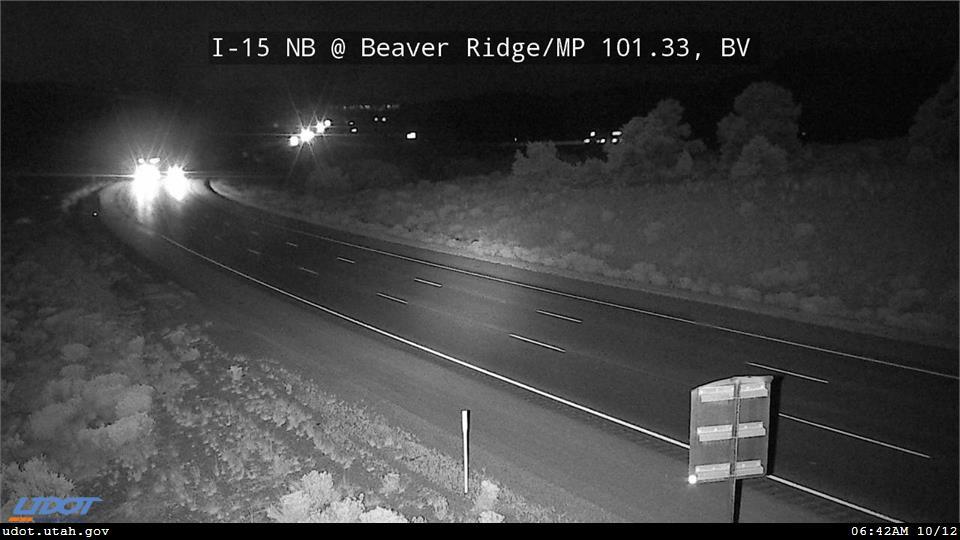 I-15 NB @ Beaver Ridge/MP 101.33, BV
UDOT
udot.utah.gov 06:42AM 10/12